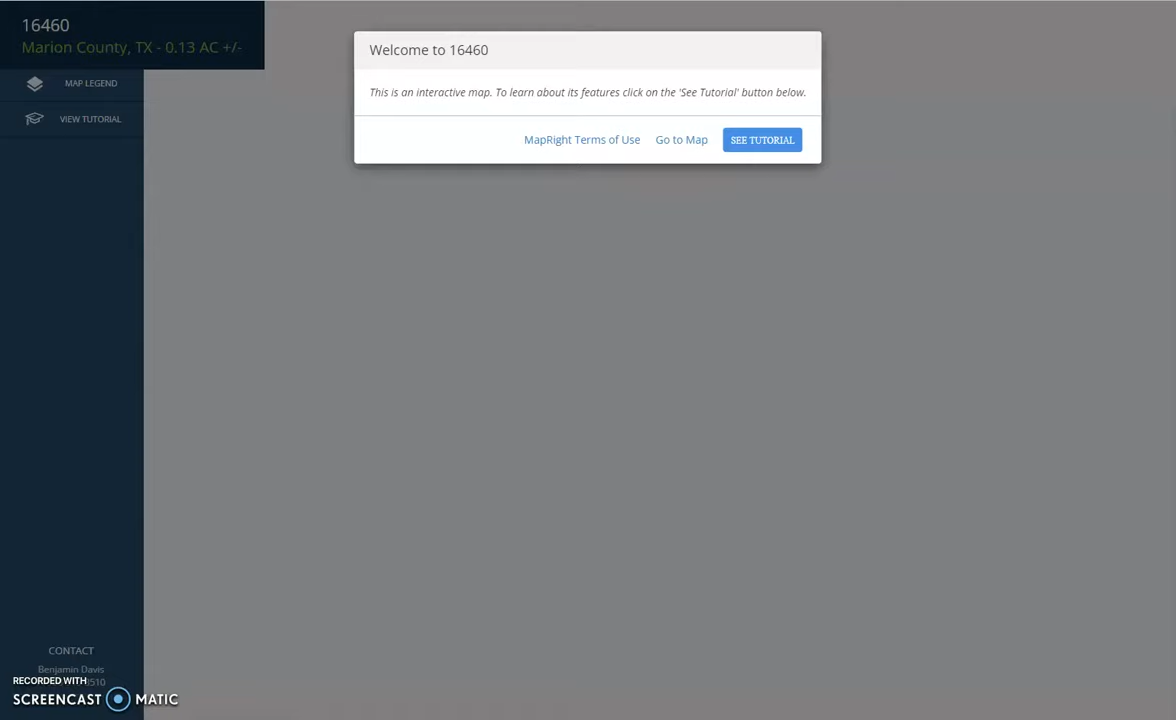 16460
Marion County, TX - 0.13 AC +/-
MAP LEGEND
VIEW TUTORIAL
Welcome to 16460
This is an interactive map. To learn about its features click on the 'See Tutorial' button below.
MapRight Terms of Use Go to Map SEE TUTORIAL
CONTACT
Benjamin Davis
RECORDED WITH
SCREENCAST MATIC